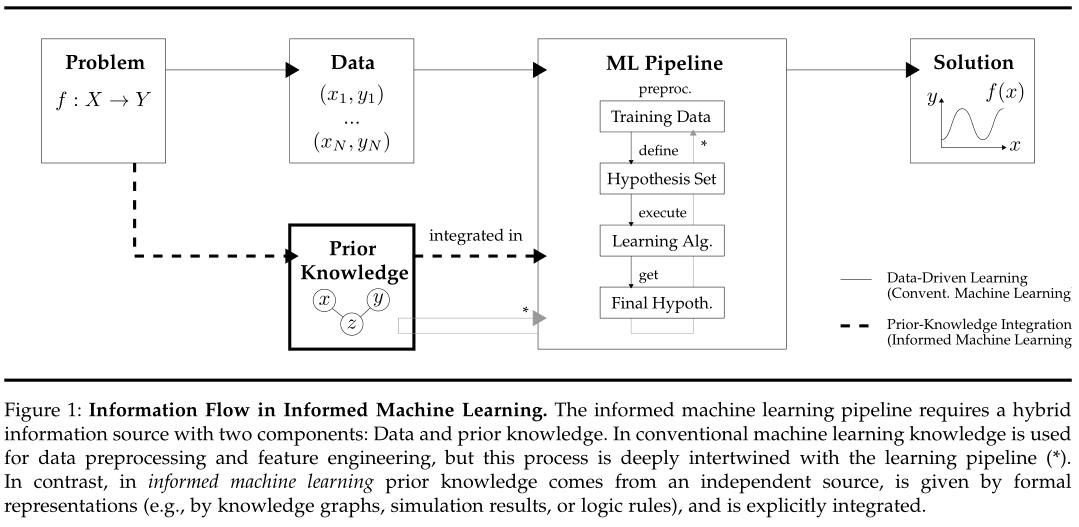 Problem
f : X → Y
Data
(x₁, y₁)
...
(x_N, y_N)
ML Pipeline
preproc.
Training Data
define
*
Hypothesis Set
execute
Learning Alg.
get
Final Hypoth.
Solution
y
f(x)
x
Prior
Knowledge
x
y
z
integrated in
*
Data-Driven Learning
(Convent. Machine Learning)
Prior-Knowledge Integration
(Informed Machine Learning
Figure 1: Information Flow in Informed Machine Learning. The informed machine learning pipeline requires a hybrid
information source with two components: Data and prior knowledge. In conventional machine learning knowledge is used
for data preprocessing and feature engineering, but this process is deeply intertwined with the learning pipeline (*).
In contrast, in informed machine learning prior knowledge comes from an independent source, is given by formal
representations (e.g., by knowledge graphs, simulation results, or logic rules), and is explicitly integrated.